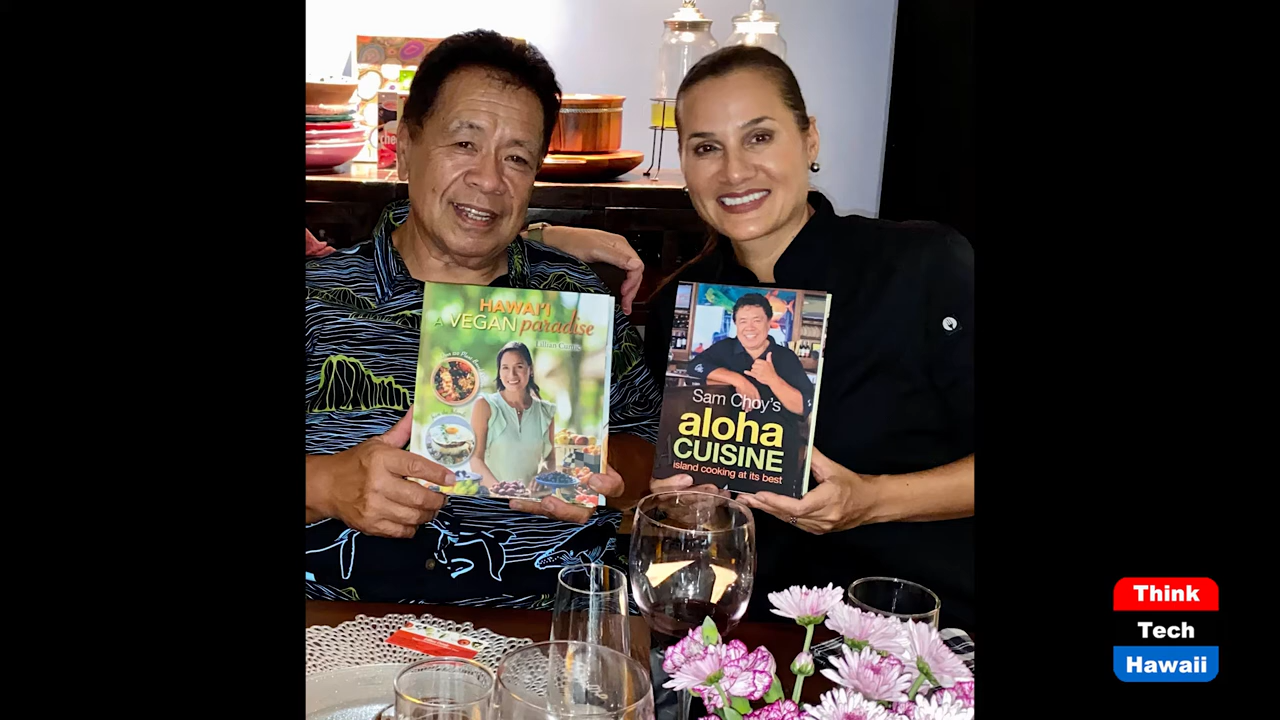 HAWAI'I
A VEGAN paradise
Lillian Cumic
Sam Choy's
aloha
CUISINE
island cooking at its best
Think
Tech
Hawaii